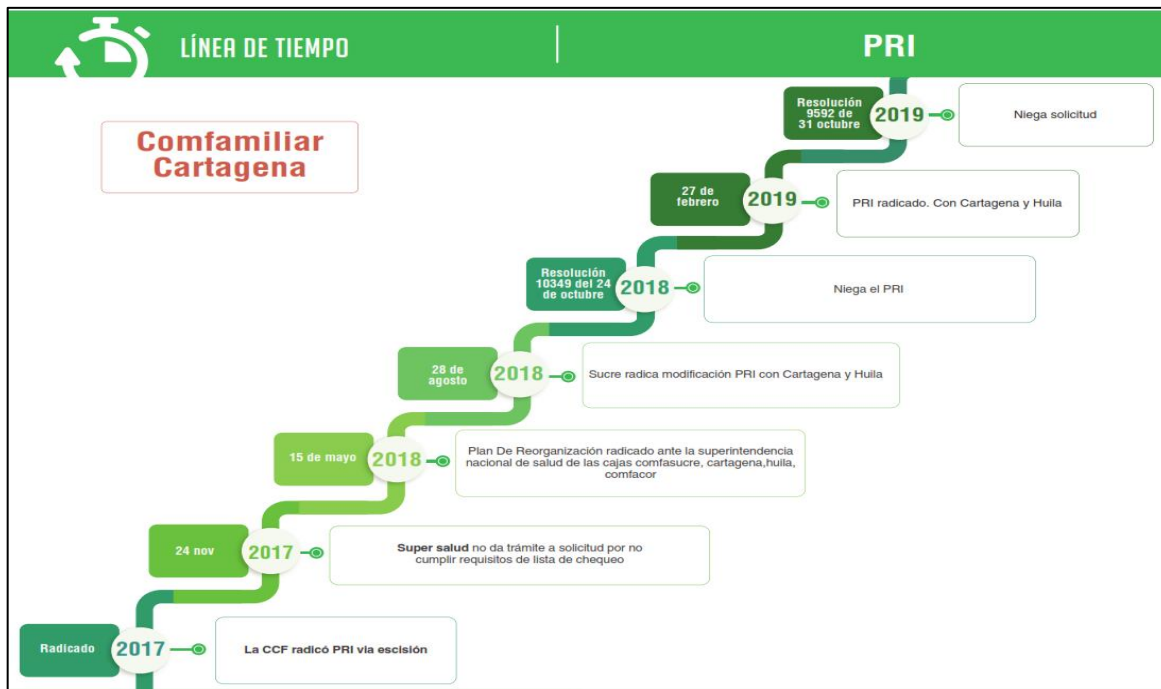 LÍNEA DE TIEMPO
PRI
Comfamiliar
Cartagena
Resolución
9592 de
31 octubre
2019
Niega solicitud
27 de
febrero
2019
PRI radicado. Con Cartagena y Huila
Resolución
10349 del 24
de octubre
2018
Niega el PRI
28 de
agosto
2018
Sucre radica modificación PRI con Cartagena y Huila
15 de mayo
2018
Plan De Reorganización radicado ante la superintendencia
nacional de salud de las cajas comfasucre, cartagena,huila,
comfacor
24 nov
2017
Super salud no da trámite a solicitud por no
cumplir requisitos de lista de chequeo
Radicado
2017
La CCF radicó PRI via escisión